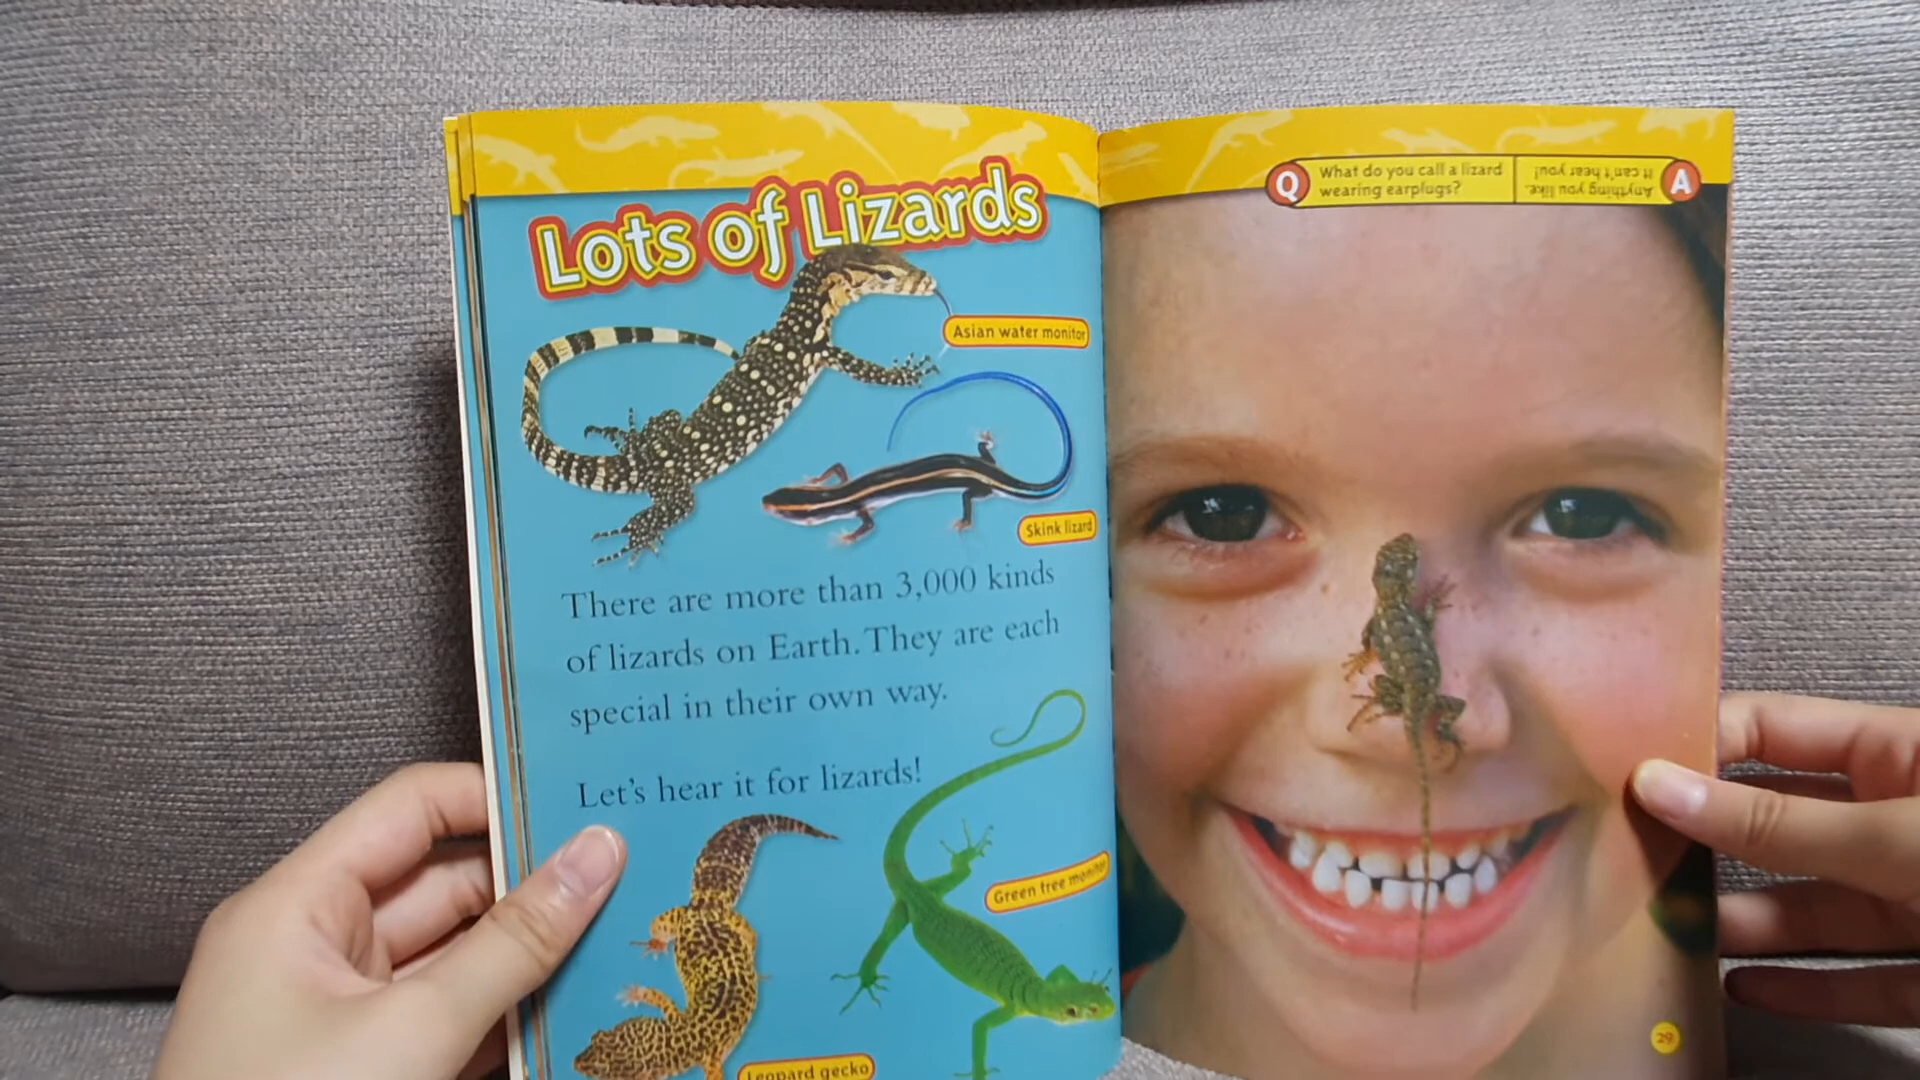 Lots of Lizards
Asian water monitor
Skink lizard
There are more than 3,000 kinds
of lizards on Earth. They are each
special in their own way.
Let's hear it for lizards!
Green tree monitor
Leopard gecko
Q
What do you call a lizard
wearing earplugs?
Anything you like.
It can't hear you!
A
29